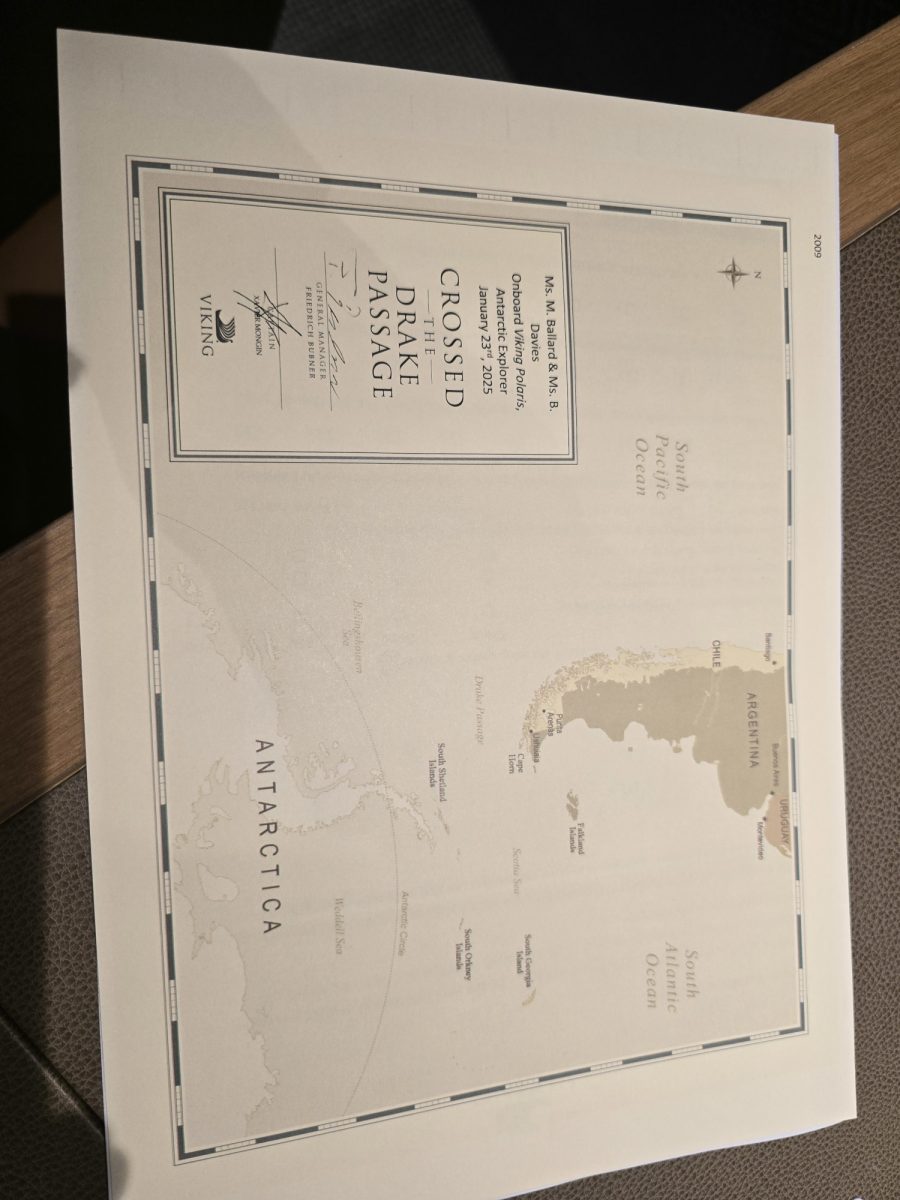 2009
N
Ms. M. Ballard & Ms. B.
Davies
Onboard Viking Polaris,
Antarctic Explorer
January 23rd, 2025
CROSSED
THE
DRAKE
PASSAGE
GENERAL MANAGER
FRIEDRICH BUBNER
CAPTAIN
XAVIER MONGIN
VIKING
South
Pacific
Ocean
Santiago
CHILE
ARGENTINA
Buenos Aires
URUGUAY
Montevideo
Punta
Arenas
Ushuaia
Cape
Horn
Falkland
Islands
South
Atlantic
Ocean
Drake Passage
Scotia Sea
South Georgia
Island
Bellingshausen
Sea
South Shetland
Islands
South Orkney
Islands
Antarctic Circle
Weddell Sea
ANTARCTICA